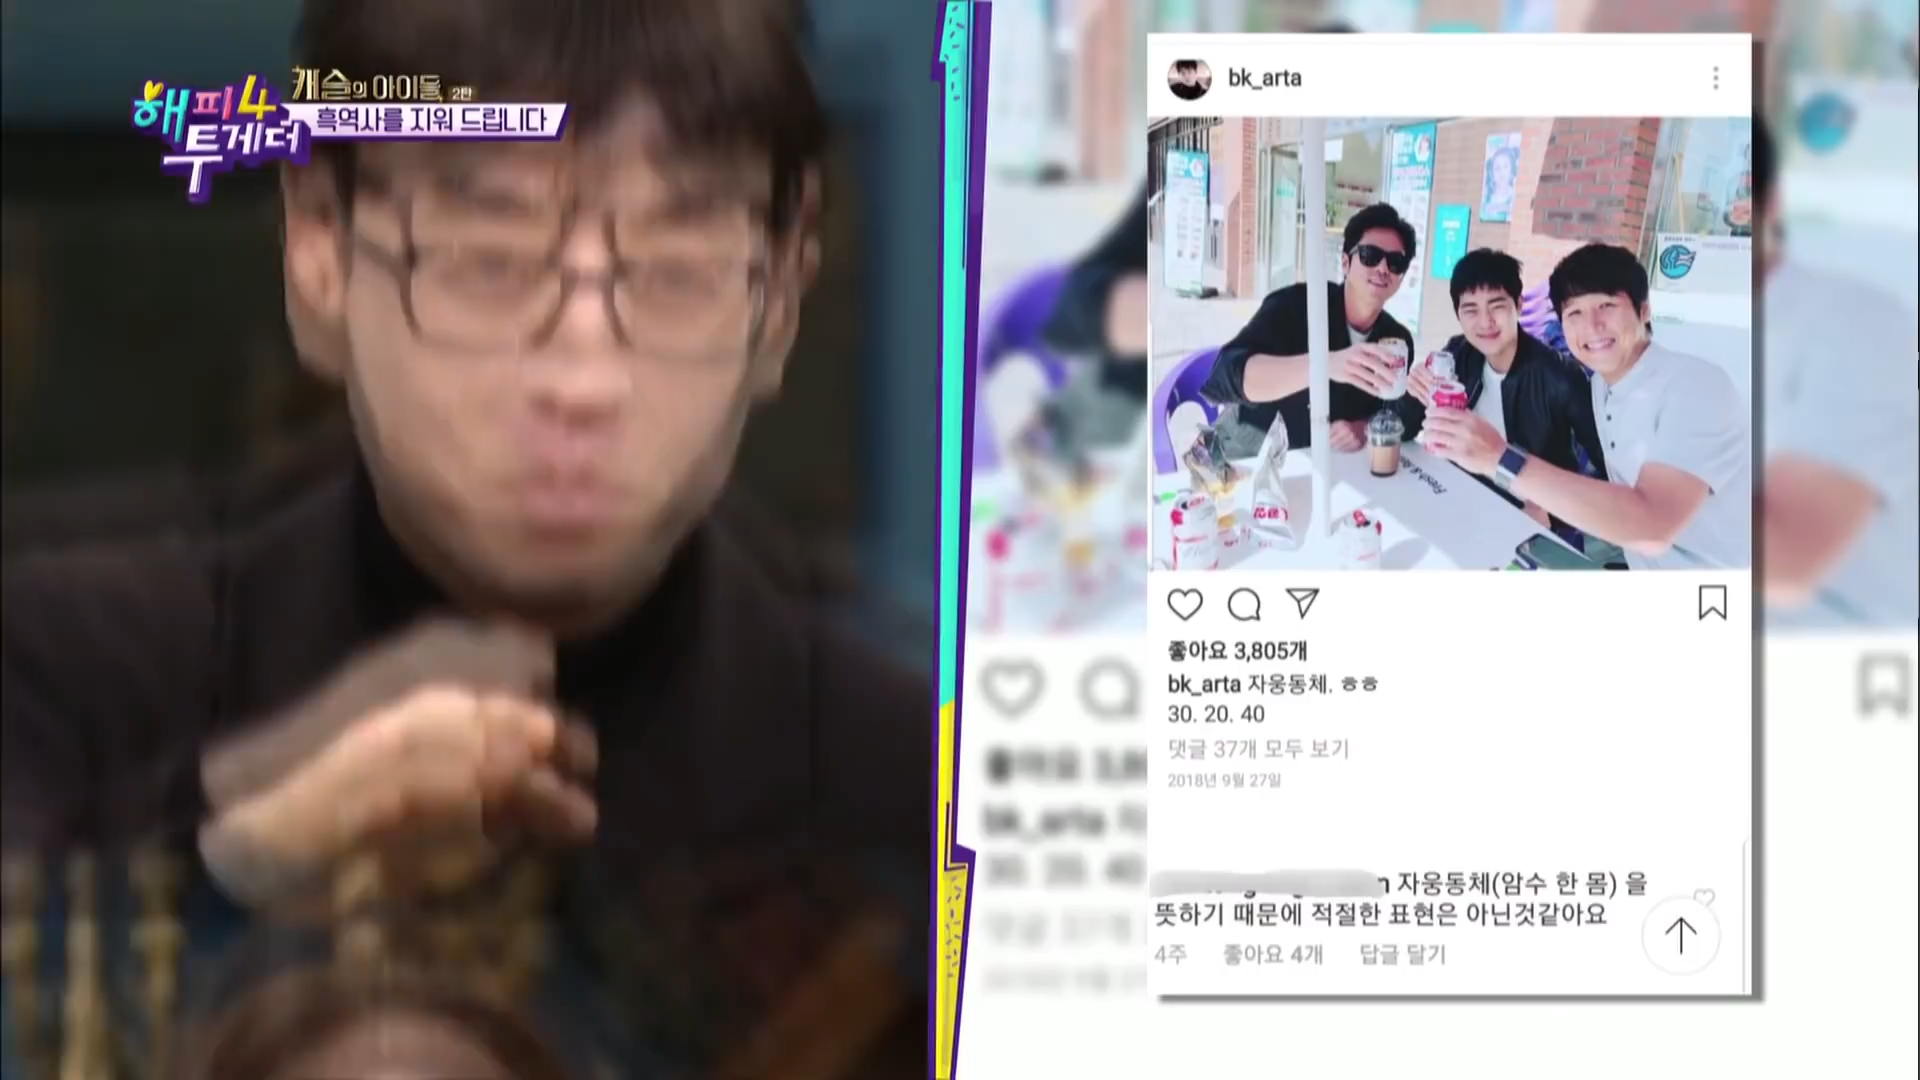 해피투게더4
캐슬의 아이돌 2탄
흑역사를 지워 드립니다
bk_arta
좋아요 3,805개
bk_arta 자웅동체. ㅎㅎ
30. 20. 40
댓글 37개 모두 보기
2018년 9월 27일
자웅동체(암수 한 몸) 을
뜻하기 때문에 적절한 표현은 아닌것같아요
4주 좋아요 4개 답글 달기